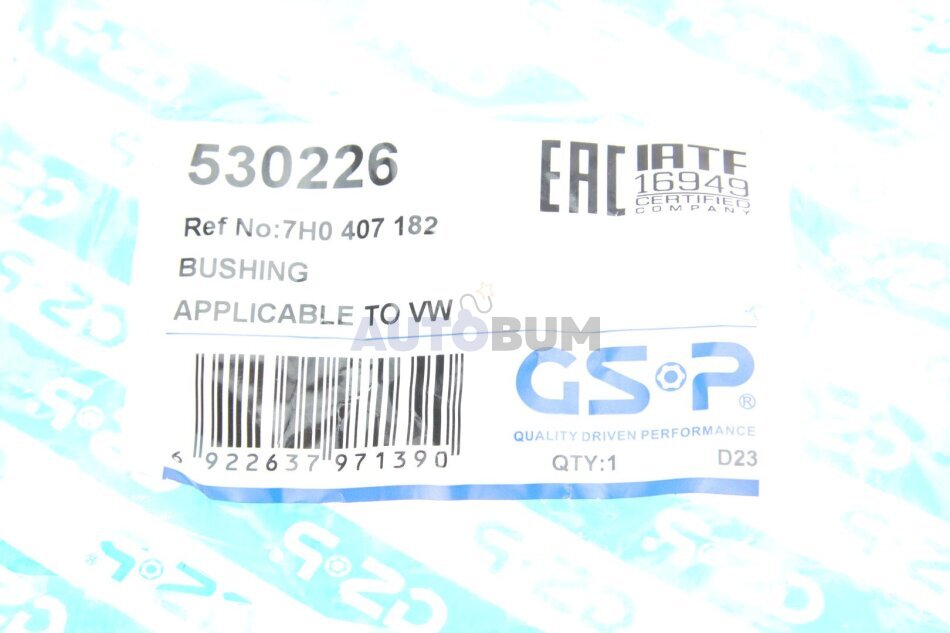 530226
EAC
IATF
16949
CERTIFIED
COMPANY
Ref No:7H0 407 182
BUSHING
APPLICABLE TO VW
AUTOBUM
GSP®
QUALITY DRIVEN PERFORMANCE
6 922637 971390
QTY:1
D23